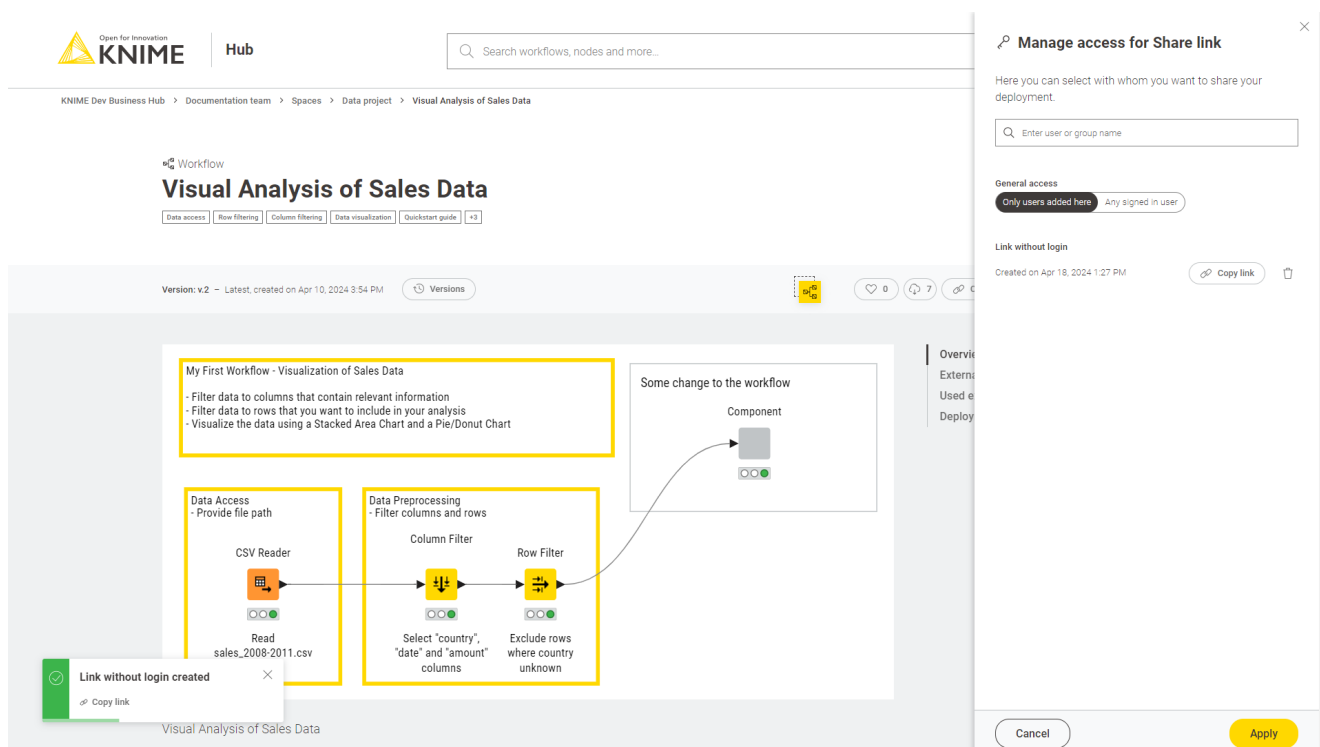 Open for Innovation
KNIME
Hub
Search workflows, nodes and more...
KNIME Dev Business Hub > Documentation team > Spaces > Data project > Visual Analysis of Sales Data
Workflow
Visual Analysis of Sales Data
Data access
Row filtering
Column filtering
Data visualization
Quickstart guide
+3
Version: v.2 – Latest, created on Apr 10, 2024 3:54 PM
Versions
0
7
My First Workflow - Visualization of Sales Data
- Filter data to columns that contain relevant information
- Filter data to rows that you want to include in your analysis
- Visualize the data using a Stacked Area Chart and a Pie/Donut Chart
Some change to the workflow
Component
Data Access
- Provide file path
CSV Reader
Read
sales_2008-2011.csv
Data Preprocessing
- Filter columns and rows
Column Filter
Select "country",
"date" and "amount"
columns
Row Filter
Exclude rows
where country
unknown
Overvie
Externa
Used e
Deploy
Link without login created
Copy link
Visual Analysis of Sales Data
Manage access for Share link
Here you can select with whom you want to share your
deployment.
Enter user or group name
General access
Only users added here
Any signed in user
Link without login
Created on Apr 18, 2024 1:27 PM
Copy link
Cancel
Apply